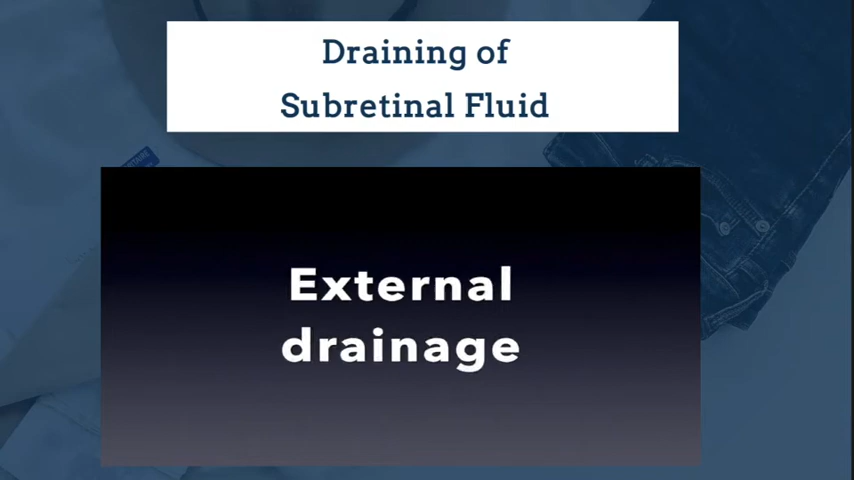 Draining of
Subretinal Fluid
External
drainage